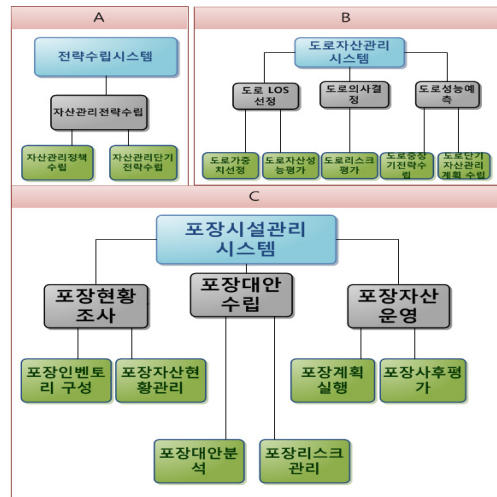 A
전략수립시스템
자산관리전략수립
자산관리정책
수립
자산관리단기
전략수립
B
도로자산관리
시스템
도로 LOS
선정
도로의사결
정
도로성능예
측
도로가중
치선정
도로자산성
능평가
도로리스크
평가
도로중장
기전략수
립
도로단기
자산관리
계획 수립
C
포장시설관리
시스템
포장현황
조사
포장대안
수립
포장자산
운영
포장인벤토
리 구성
포장자산현
황관리
포장계획
실행
포장사후평
가
포장대안분
석
포장리스크
관리